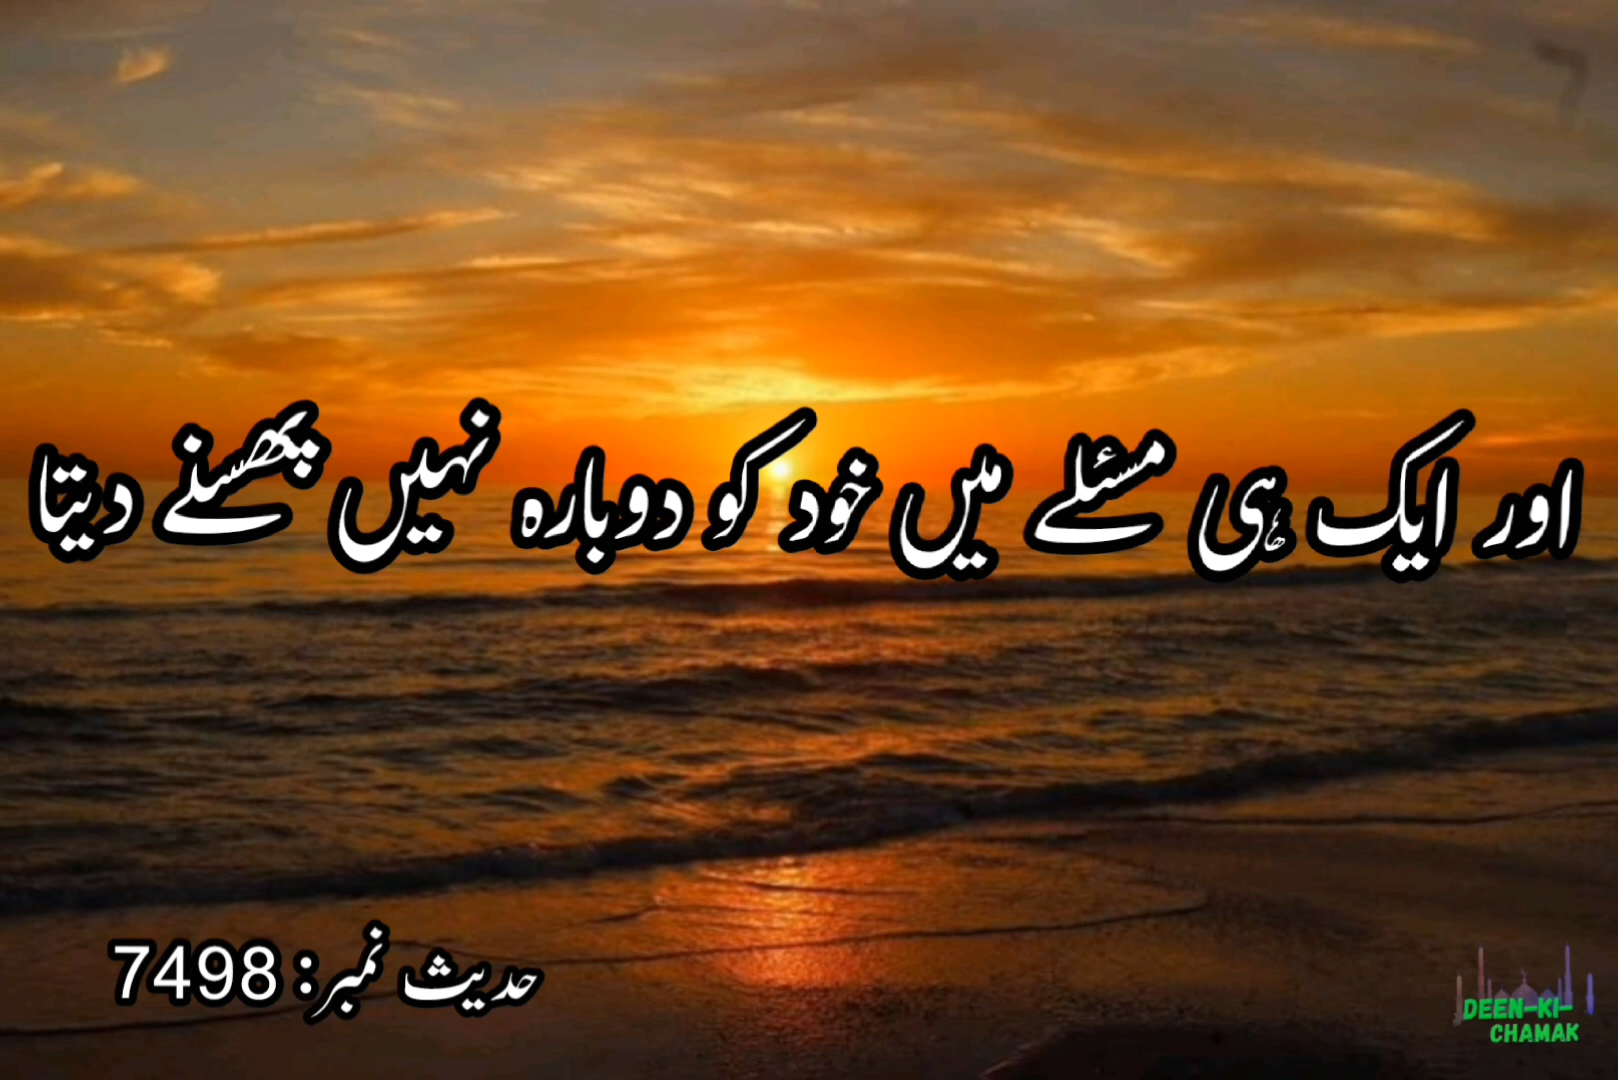 اور ایک ہی مسئلے میں خود کو دوبارہ نہیں پھسنے دیتا
حدیث نمبر: 7498
DEEN-KI-
CHAMAK